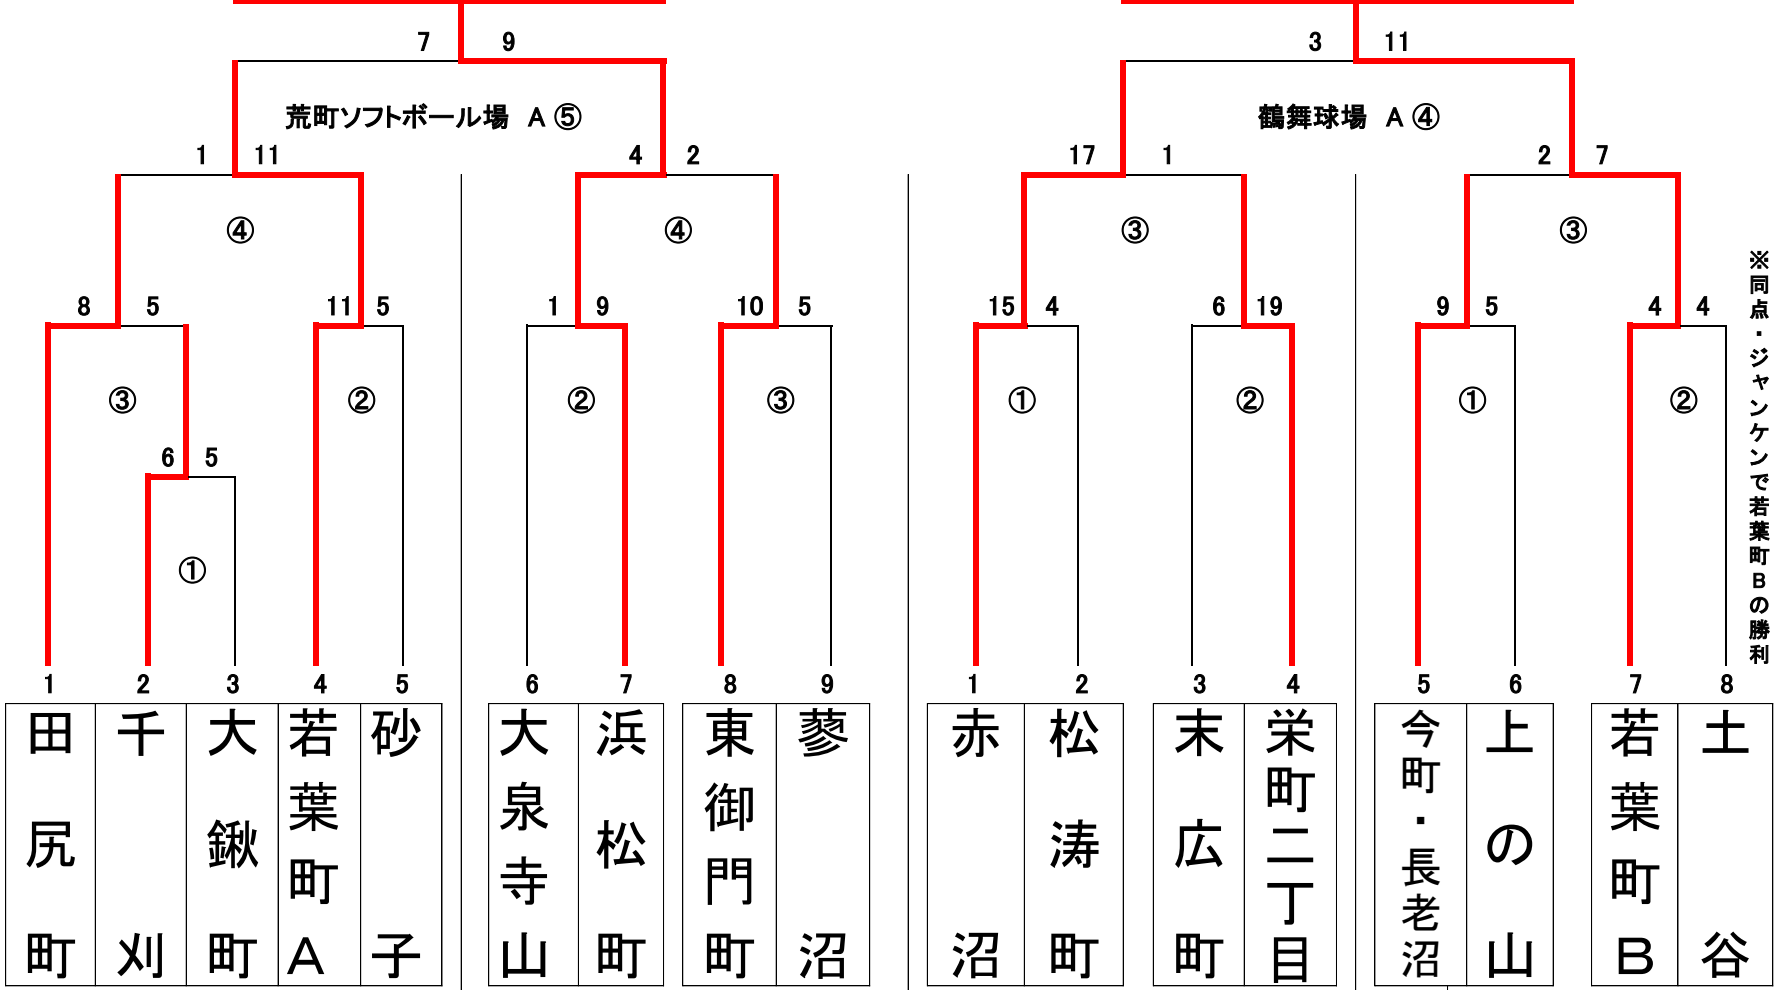 7 9 3 11
荒町ソフトボール場 A⑤ 鶴舞球場 A④
1 11 4 2 17 1 2 7
④ ④ ③ ③
8 5 11 5 1 9 10 5 15 4 6 19 9 5 4 4
③ ② ② ③ ① ② ① ②
6 5
①
※同点・ジャンケンで若葉町Bの勝利
1 2 3 4 5 6 7 8 9 1 2 3 4 5 6 7 8
田尻町
千刈
大鍬町
若葉町A
砂子
大泉寺山
浜松町
東御門町
蓼沼
赤沼
松涛町
末広町
栄町二丁目
今町・長老沼
上の山
若葉町B
土谷